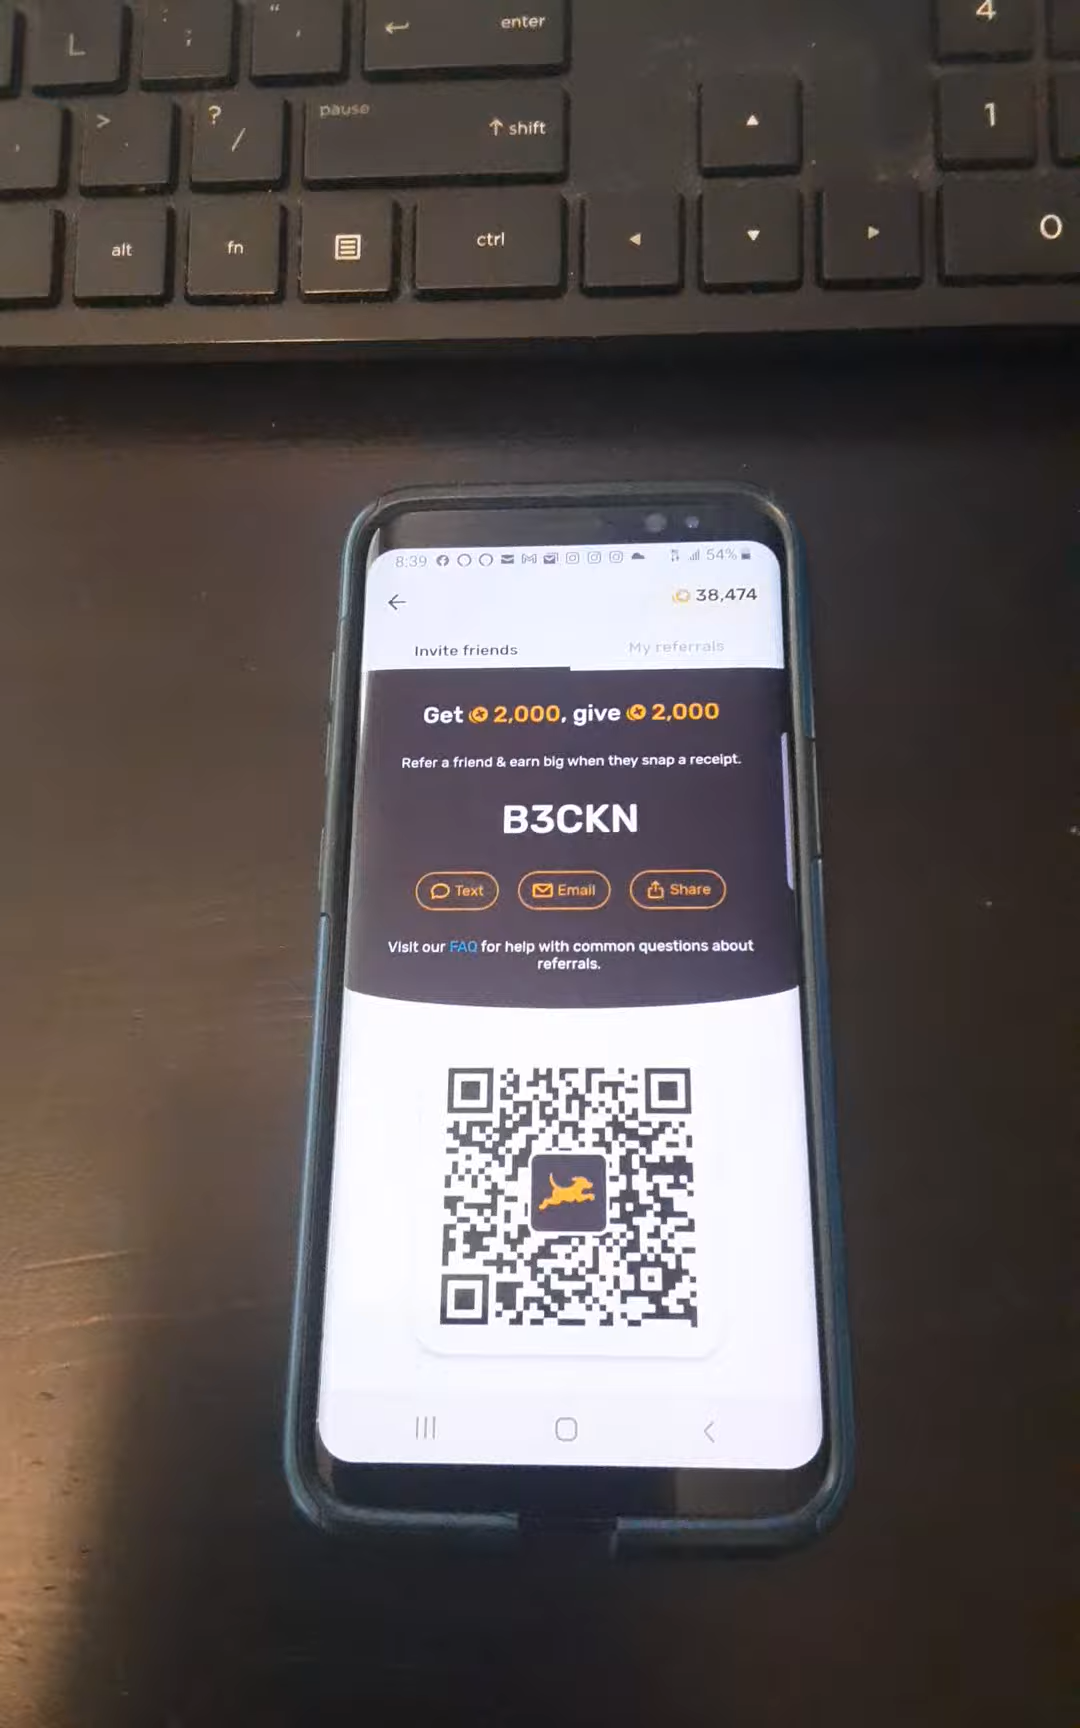 L
:
;
"
'
enter
4
>
.
?
/
pause
shift
1
alt
fn
ctrl
0
8:39
54%
38,474
Invite friends
My referrals
Get 2,000, give 2,000
Refer a friend & earn big when they snap a receipt.
B3CKN
Text
Email
Share
Visit our FAQ for help with common questions about
referrals.